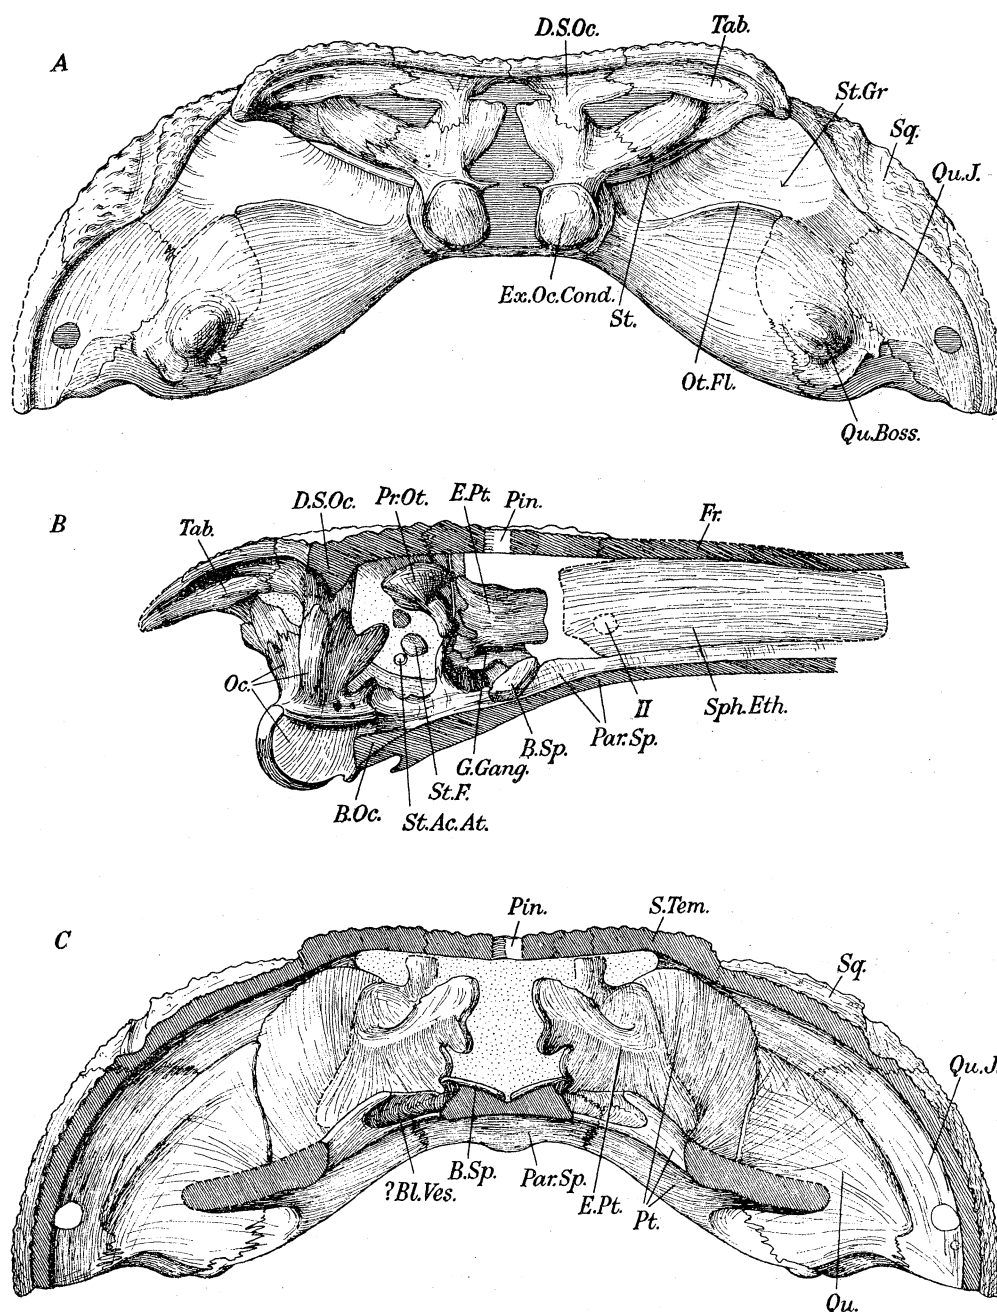 A
D.S.Oc.
Tab.
St.Gr
Sq.
Qu.J.
Ex.Oc.Cond.
St.
Ot.Fl.
Qu.Boss.
B
Tab.
D.S.Oc.
Pr.Ot.
E.Pt.
Pin.
Fr.
Oc.
II
Sph.Eth.
Par.Sp.
B.Sp.
G.Gang.
St.F.
B.Oc.
St.Ac.At.
C
Pin.
S.Tem.
Sq.
Qu.J.
?Bl.Ves.
B.Sp.
Par.Sp.
E.Pt.
Pt.
Qu.